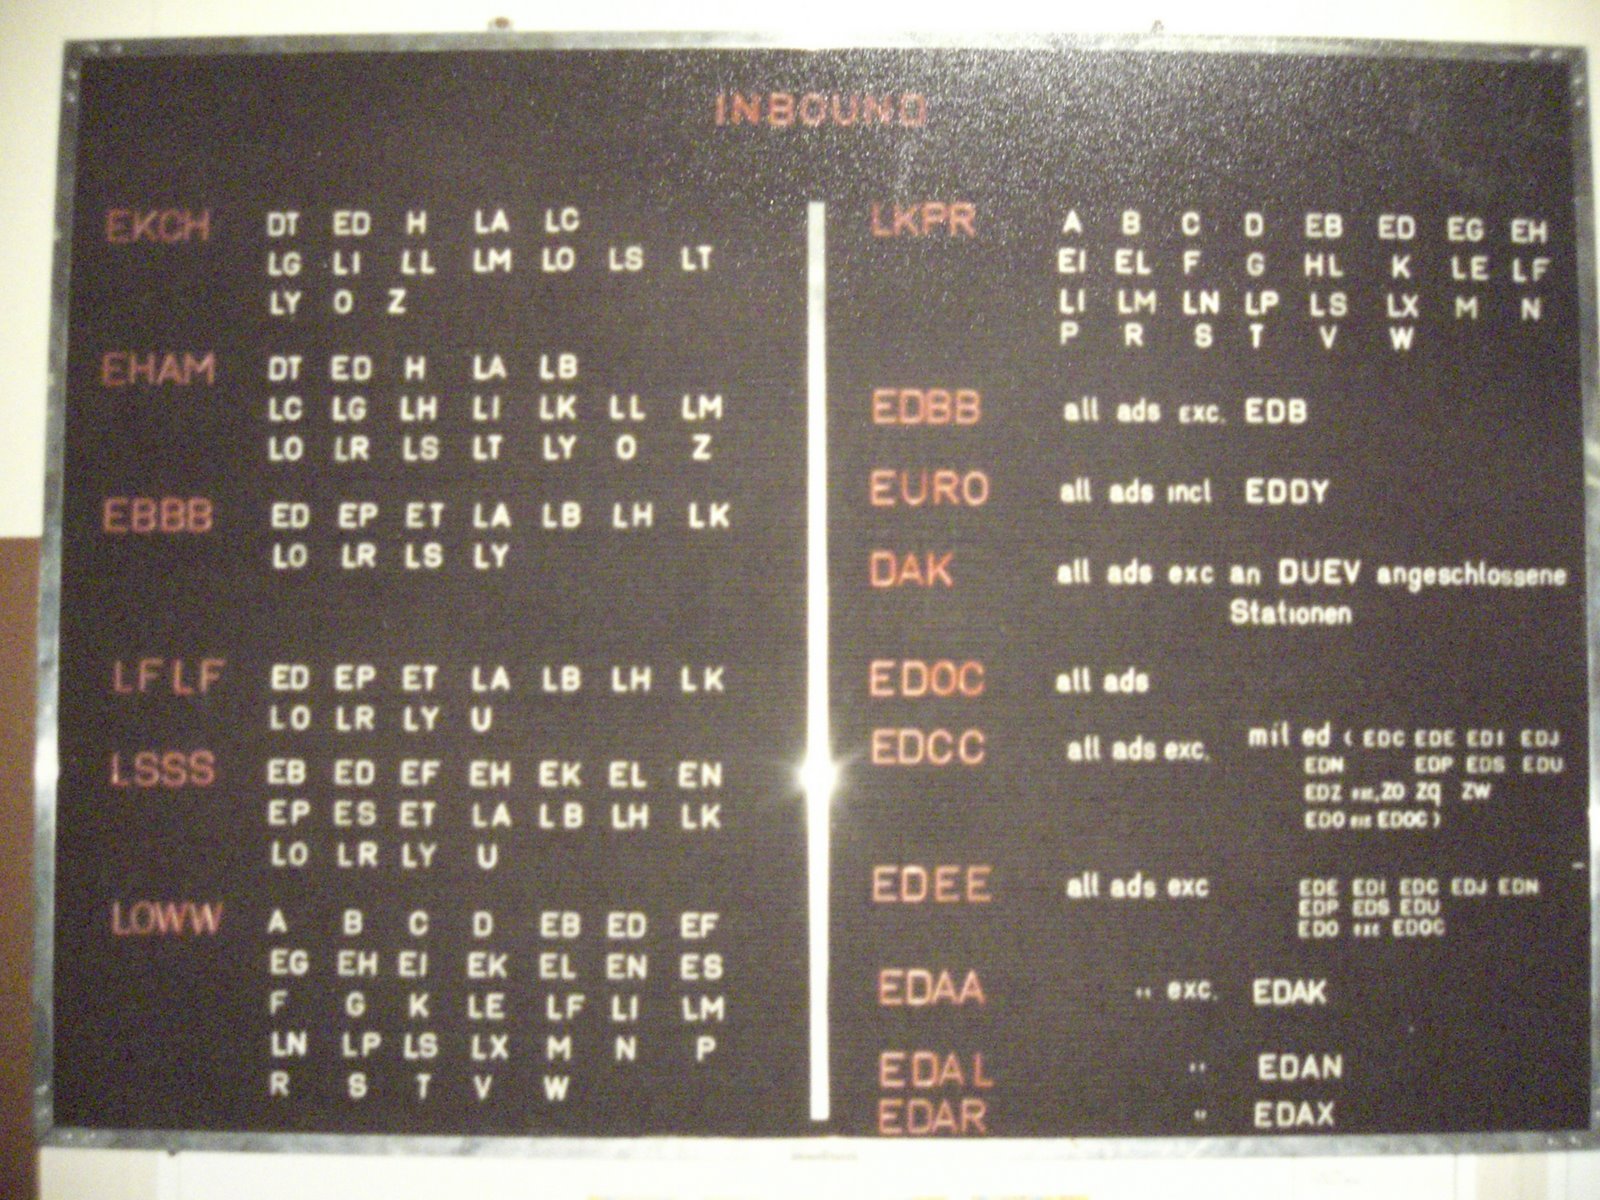 INBOUND
EKCH DT ED H LA LC
LG LI LL LM LO LS LT
LY O Z
EHAM DT ED H LA LB
LC LG LH LI LK LL LM
LO LR LS LT LY O Z
EBBB ED EP ET LA LB LH LK
LO LR LS LY
LFLF ED EP ET LA LB LH LK
LO LR LY U
LSSS EB ED EF EH EK EL EN
EP ES ET LA LB LH LK
LO LR LY U
LOWW A B C D EB ED EF
EG EH EI EK EL EN ES
F G K LE LF LI LM
LN LP LS LX M N P
R S T V W
LKPR A B C D EB ED EG EH
EI EL F G HL K LE LF
LI LM LN LP LS LX M N
P R S T V W
EDBB all ads EXC. EDB
EURO all ads incl EDDY
DAK all ads exc an DUEV angeschlossene
Stationen
EDOC all ads
EDCC all ads exc. mil ed ( EDC EDE EDI EDJ
EDN EDP EDS EDU
EDZ exc. ZO ZQ ZW
EDO exc EDOC )
EDEE all ads exc EDE EDI EDC EDJ EDN
EDP EDS EDU
EDO exc EDOC
EDAA " exc. EDAK
EDAL " EDAN
EDAR " EDAX